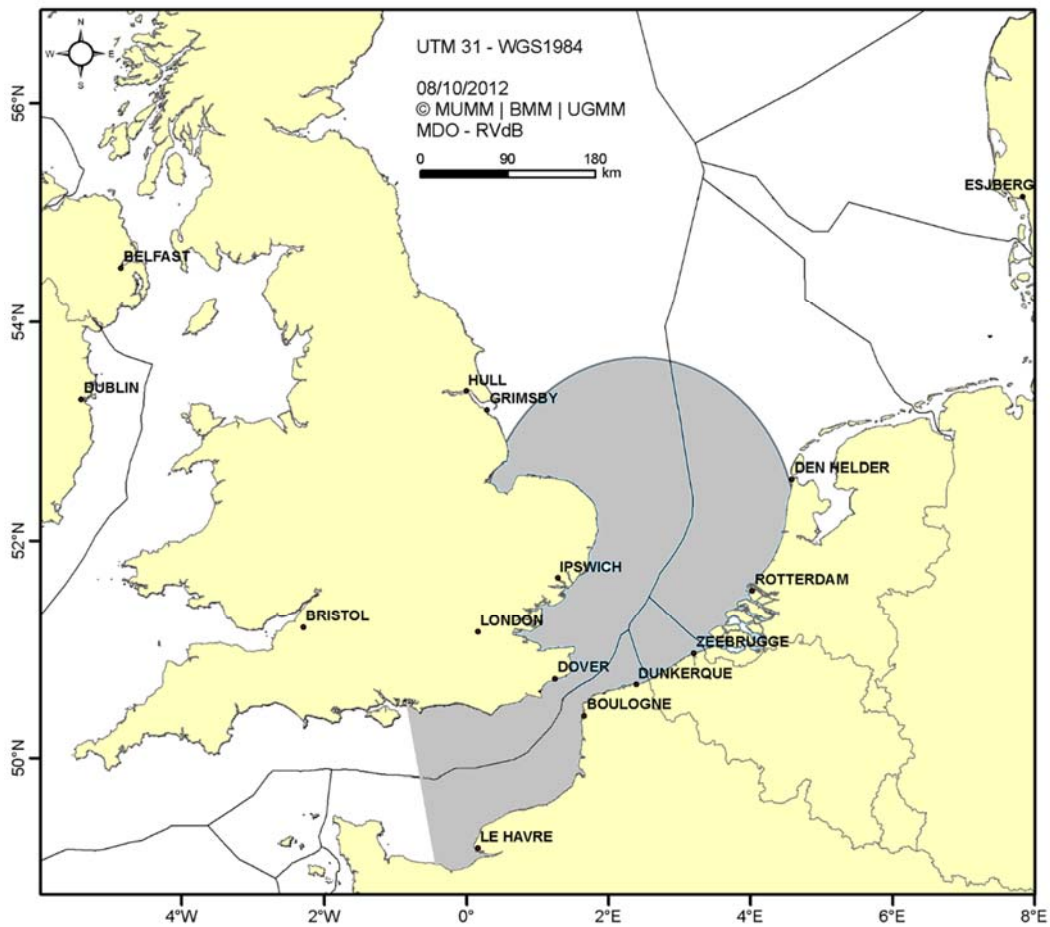 N
W E
S
UTM 31 - WGS1984
08/10/2012
© MUMM | BMM | UGMM
MDO - RVdB
0 90 180
km
56°N
54°N
52°N
50°N
ESJBERG
BELFAST
DUBLIN
HULL
GRIMSBY
DEN HELDER
IPSWICH
ROTTERDAM
BRISTOL
LONDON
ZEEBRUGGE
DOVER
DUNKERQUE
BOULOGNE
LE HAVRE
4°W 2°W 0° 2°E 4°E 6°E 8°E